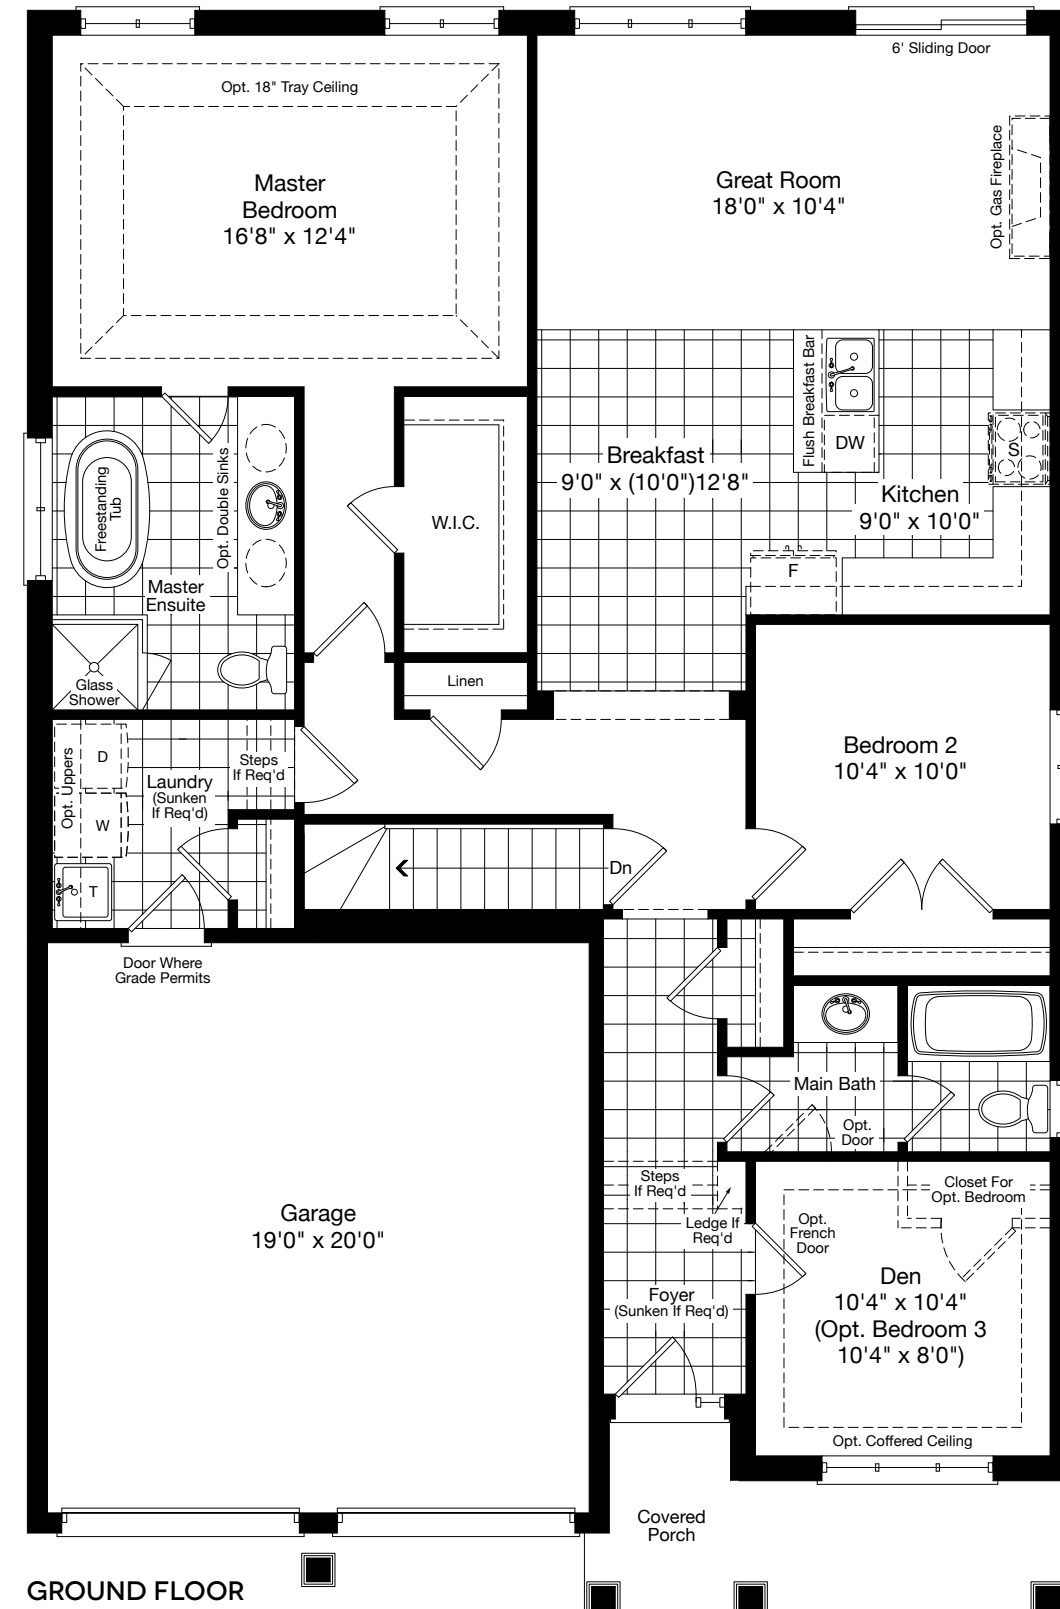 6' Sliding Door
Opt. 18" Tray Ceiling
Master
Bedroom
16'8" x 12'4"
Great Room
18'0" x 10'4"
Opt. Gas Fireplace
Flush Breakfast Bar
DW
S
Breakfast
9'0" x (10'0")12'8"
Kitchen
9'0" x 10'0"
F
Freestanding
Tub
Opt. Double Sinks
W.I.C.
Master
Ensuite
Glass
Shower
Linen
Opt. Uppers
D
W
T
Laundry
(Sunken
If Req'd)
Steps
If Req'd
Bedroom 2
10'4" x 10'0"
Dn
Door Where
Grade Permits
Main Bath
Opt.
Door
Steps
If Req'd
Ledge If
Req'd
Closet For
Opt. Bedroom
Opt.
French
Door
Garage
19'0" x 20'0"
Foyer
(Sunken If Req'd)
Den
10'4" x 10'4"
(Opt. Bedroom 3
10'4" x 8'0")
Opt. Coffered Ceiling
Covered
Porch
GROUND FLOOR